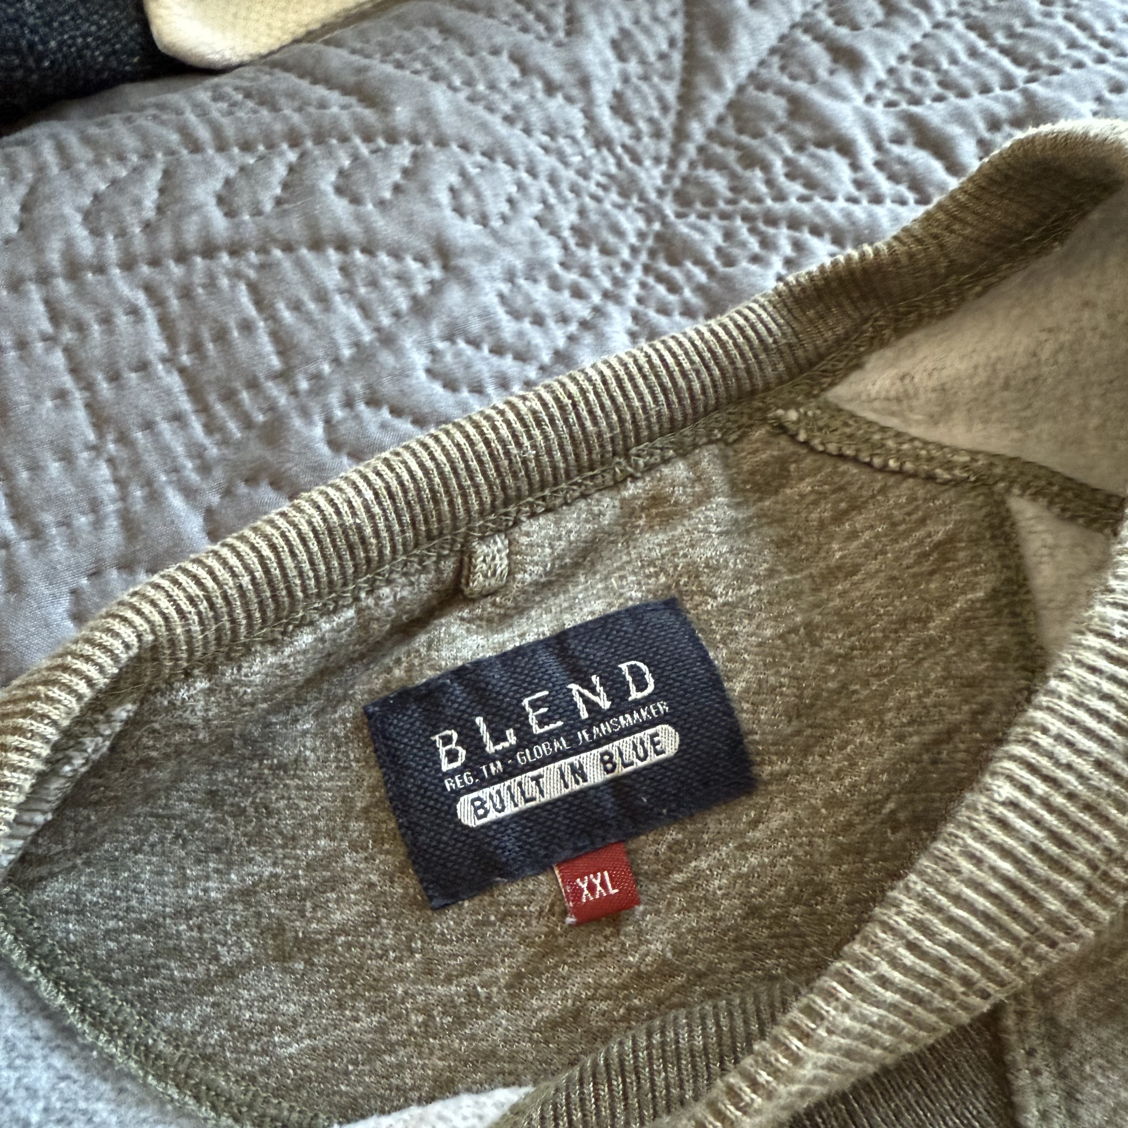 BLEND
REG. TM - GLOBAL JEANSMAKER
BUILT IN BLUE
XXL